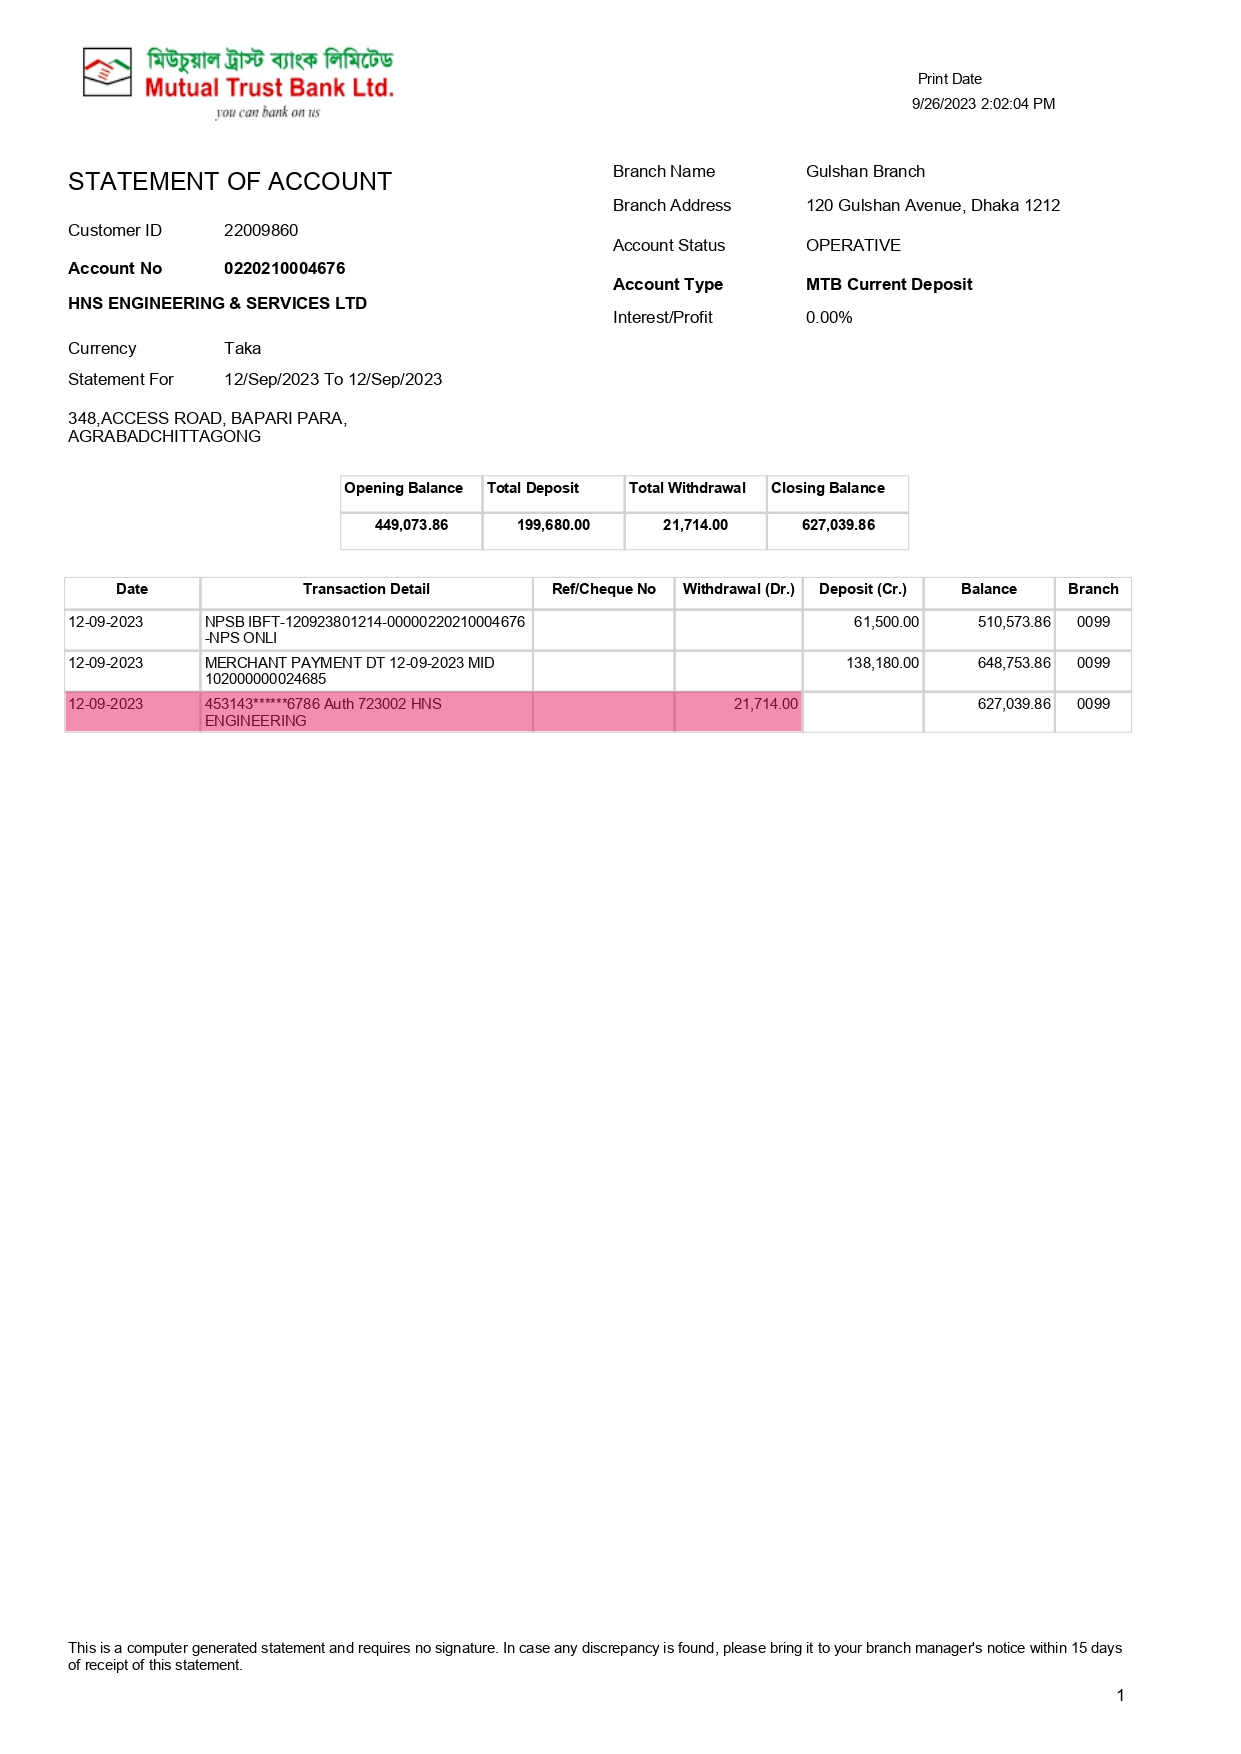 মিউচুয়াল ট্রাস্ট ব্যাংক লিমিটেড
Mutual Trust Bank Ltd.
you can bank on us
Print Date
9/26/2023 2:02:04 PM
STATEMENT OF ACCOUNT
Customer ID 22009860
Account No 0220210004676
HNS ENGINEERING & SERVICES LTD
Currency Taka
Statement For 12/Sep/2023 To 12/Sep/2023
348,ACCESS ROAD, BAPARI PARA,
AGRABADCHITTAGONG
Branch Name Gulshan Branch
Branch Address 120 Gulshan Avenue, Dhaka 1212
Account Status OPERATIVE
Account Type MTB Current Deposit
Interest/Profit 0.00%
Opening Balance Total Deposit Total Withdrawal Closing Balance
449,073.86 199,680.00 21,714.00 627,039.86
Date Transaction Detail Ref/Cheque No Withdrawal (Dr.) Deposit (Cr.) Balance Branch
12-09-2023 NPSB IBFT-120923801214-00000220210004676 61,500.00 510,573.86 0099
-NPS ONLI
12-09-2023 MERCHANT PAYMENT DT 12-09-2023 MID 138,180.00 648,753.86 0099
102000000024685
12-09-2023 453143******6786 Auth 723002 HNS 21,714.00 627,039.86 0099
ENGINEERING
This is a computer generated statement and requires no signature. In case any discrepancy is found, please bring it to your branch manager's notice within 15 days
of receipt of this statement.
1